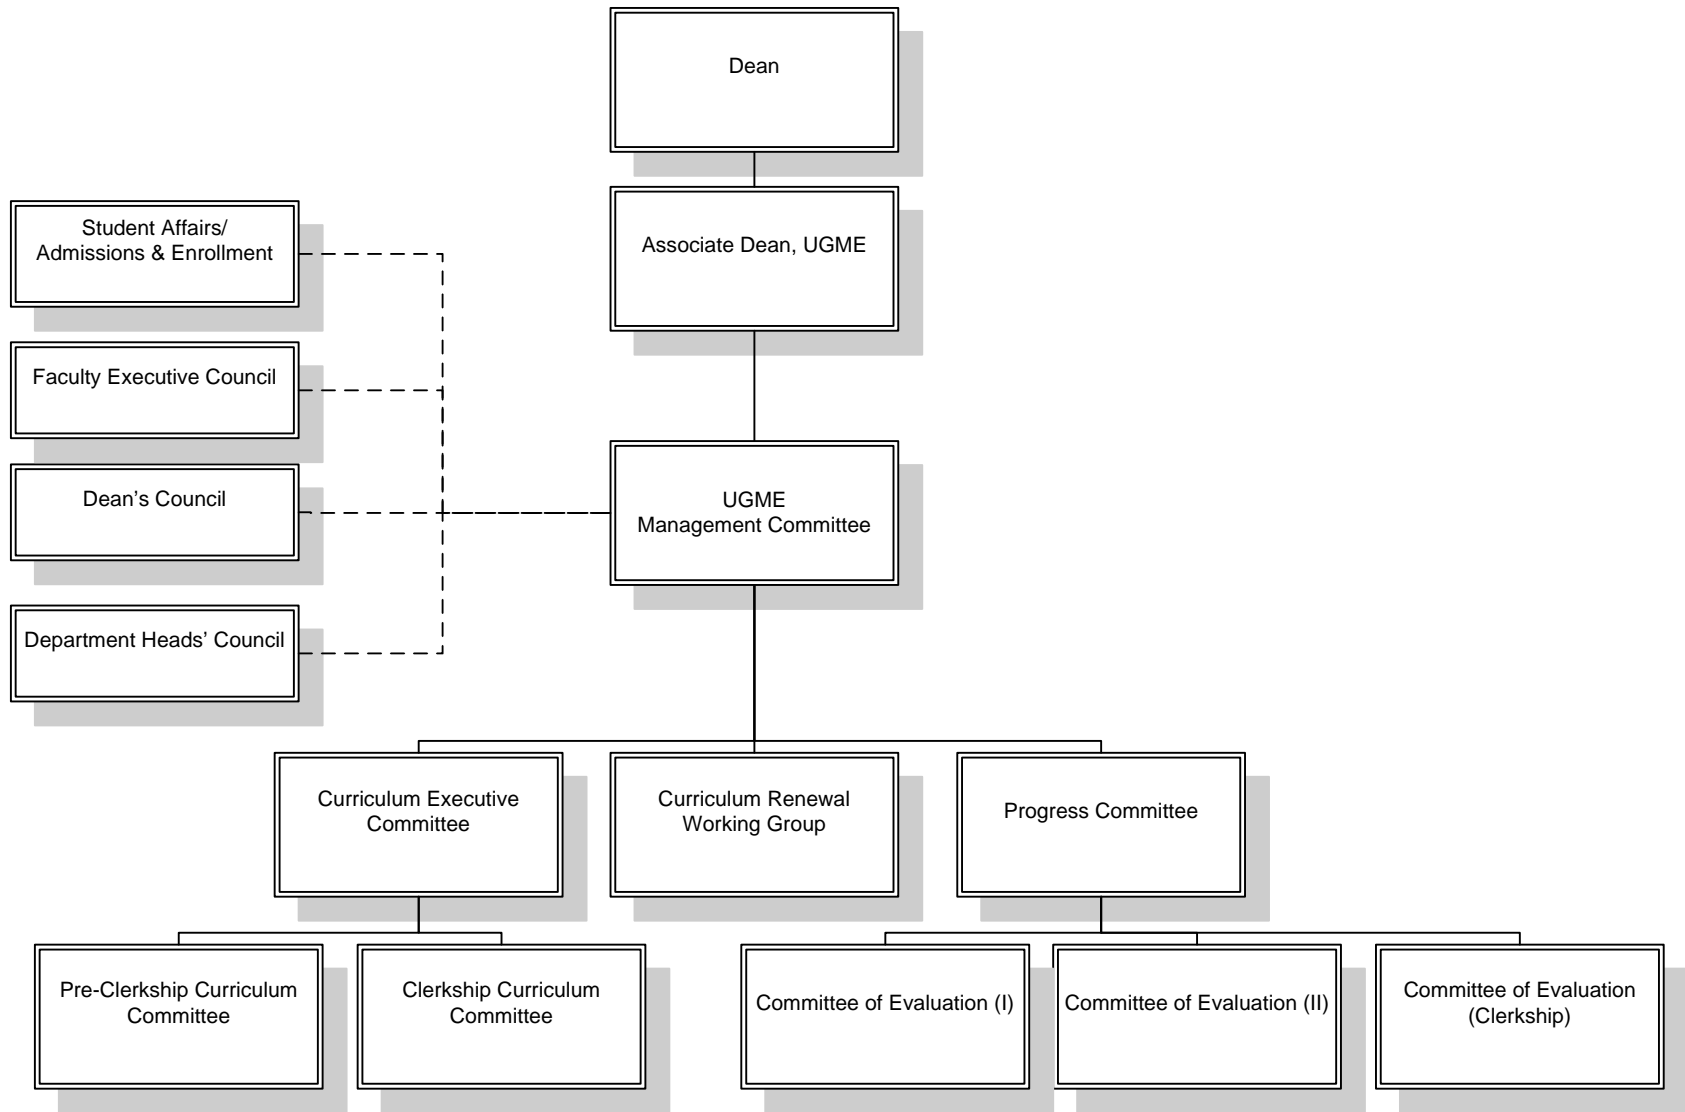 Dean
Student Affairs/
Admissions & Enrollment
Associate Dean, UGME
Faculty Executive Council
Dean’s Council
UGME
Management Committee
Department Heads’ Council
Curriculum Executive
Committee
Curriculum Renewal
Working Group
Progress Committee
Pre-Clerkship Curriculum
Committee
Clerkship Curriculum
Committee
Committee of Evaluation (I)
Committee of Evaluation (II)
Committee of Evaluation
(Clerkship)